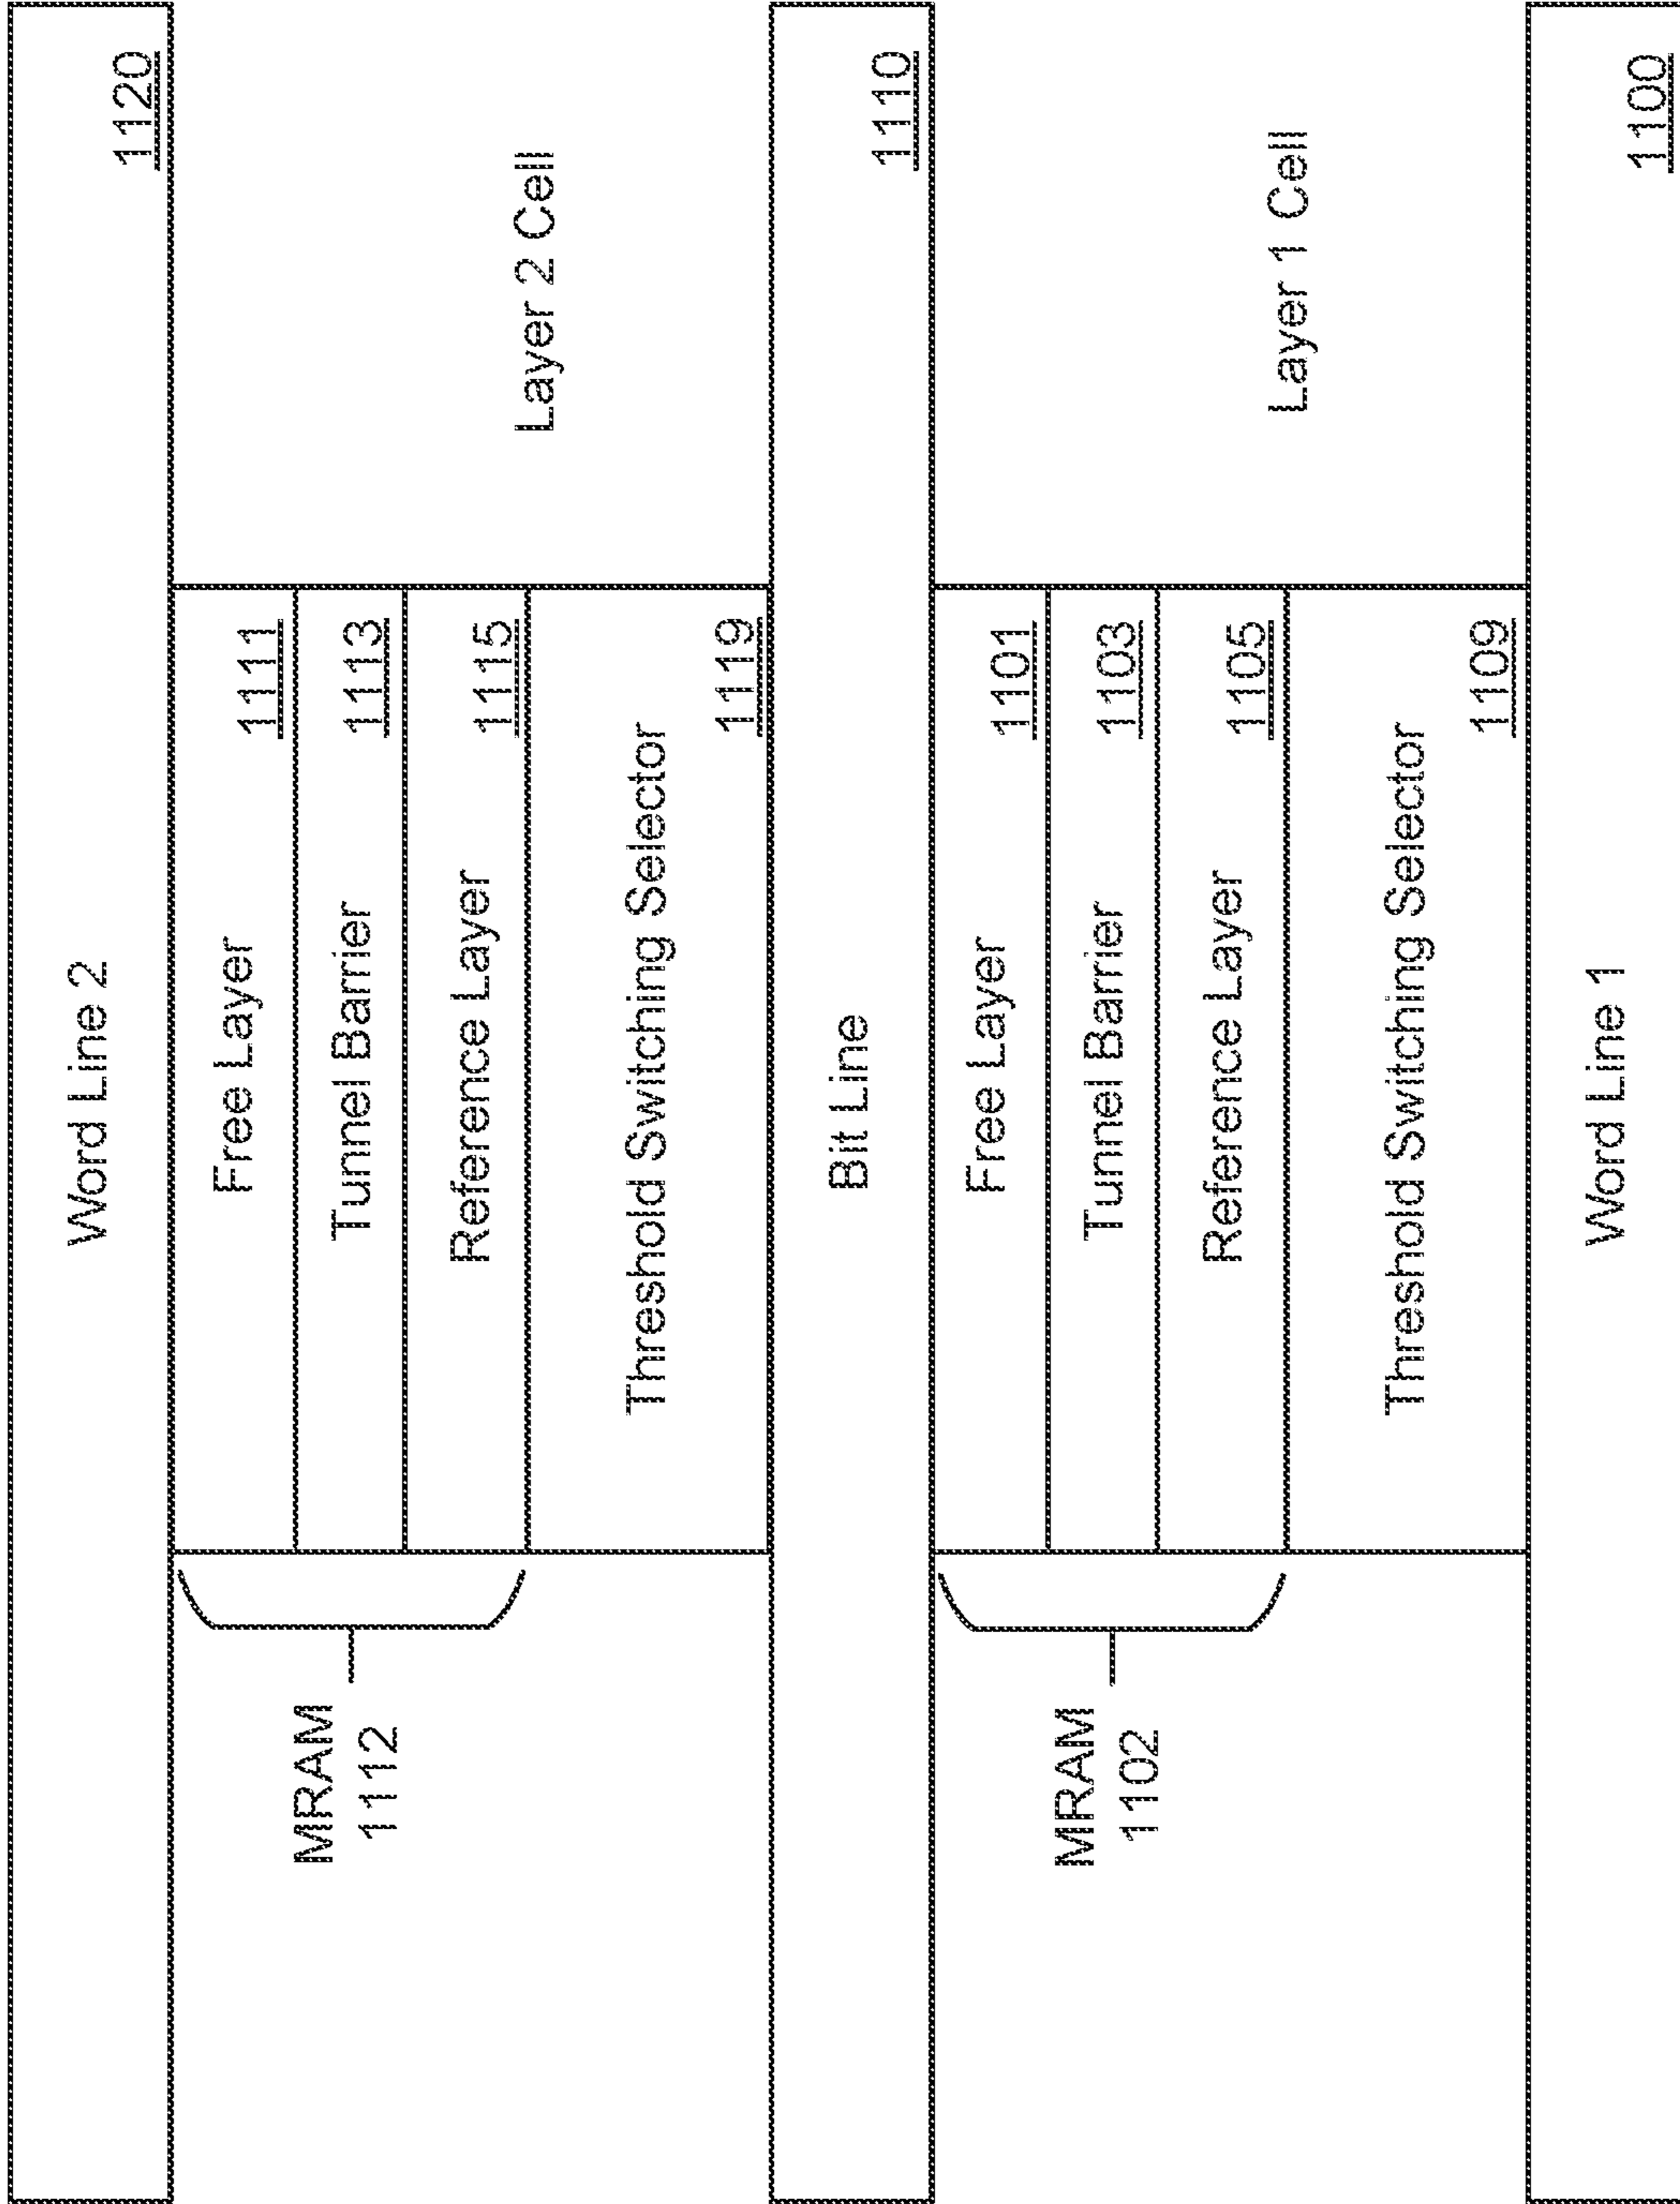 Word Line 2
1120
Free Layer
1111
Tunnel Barrier
1113
Reference Layer
1115
Threshold Switching Selector
1119
MRAM
1112
Layer 2 Cell
Bit Line
1110
Free Layer
1101
Tunnel Barrier
1103
Reference Layer
1105
Threshold Switching Selector
1109
MRAM
1102
Layer 1 Cell
Word Line 1
1100